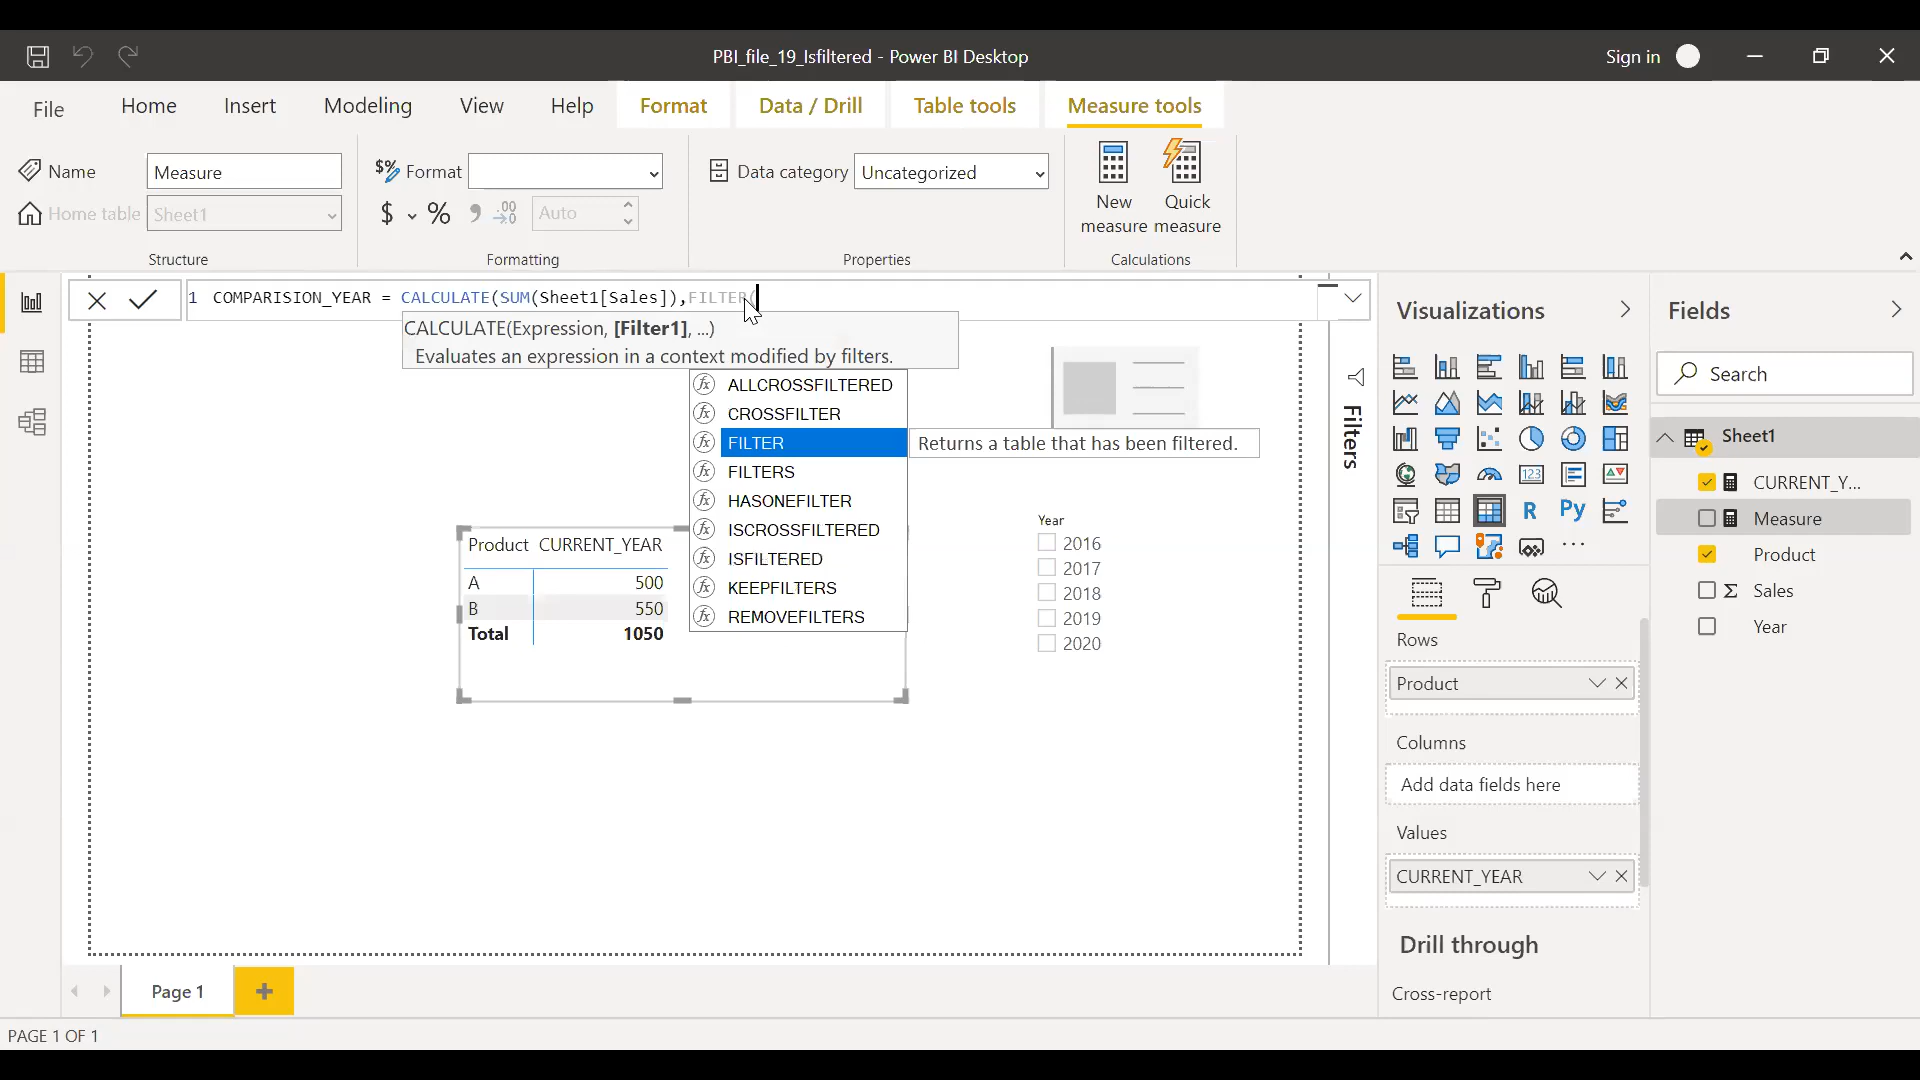 PBI_file_19_Isfiltered - Power BI Desktop
Sign in
File
Home
Insert
Modeling
View
Help
Format
Data / Drill
Table tools
Measure tools
Name
Measure
Home table
Sheet1
Structure
Format
$
%
Auto
Formatting
Data category
Uncategorized
Properties
New
measure
Quick
measure
Calculations
1 COMPARISION_YEAR = CALCULATE(SUM(Sheet1[Sales]),FILTER(
CALCULATE(Expression, [Filter1], ...)
Evaluates an expression in a context modified by filters.
ALLCROSSFILTERED
CROSSFILTER
FILTER
Returns a table that has been filtered.
FILTERS
HASONEFILTER
ISCROSSFILTERED
ISFILTERED
KEEPFILTERS
REMOVEFILTERS
Product CURRENT_YEAR
A 500
B 550
Total 1050
Year
2016
2017
2018
2019
2020
Filters
Visualizations
123
R
Py
Rows
Product
Columns
Add data fields here
Values
CURRENT_YEAR
Drill through
Cross-report
Fields
Search
Sheet1
CURRENT_Y...
Measure
Product
Σ Sales
Year
Page 1
PAGE 1 OF 1